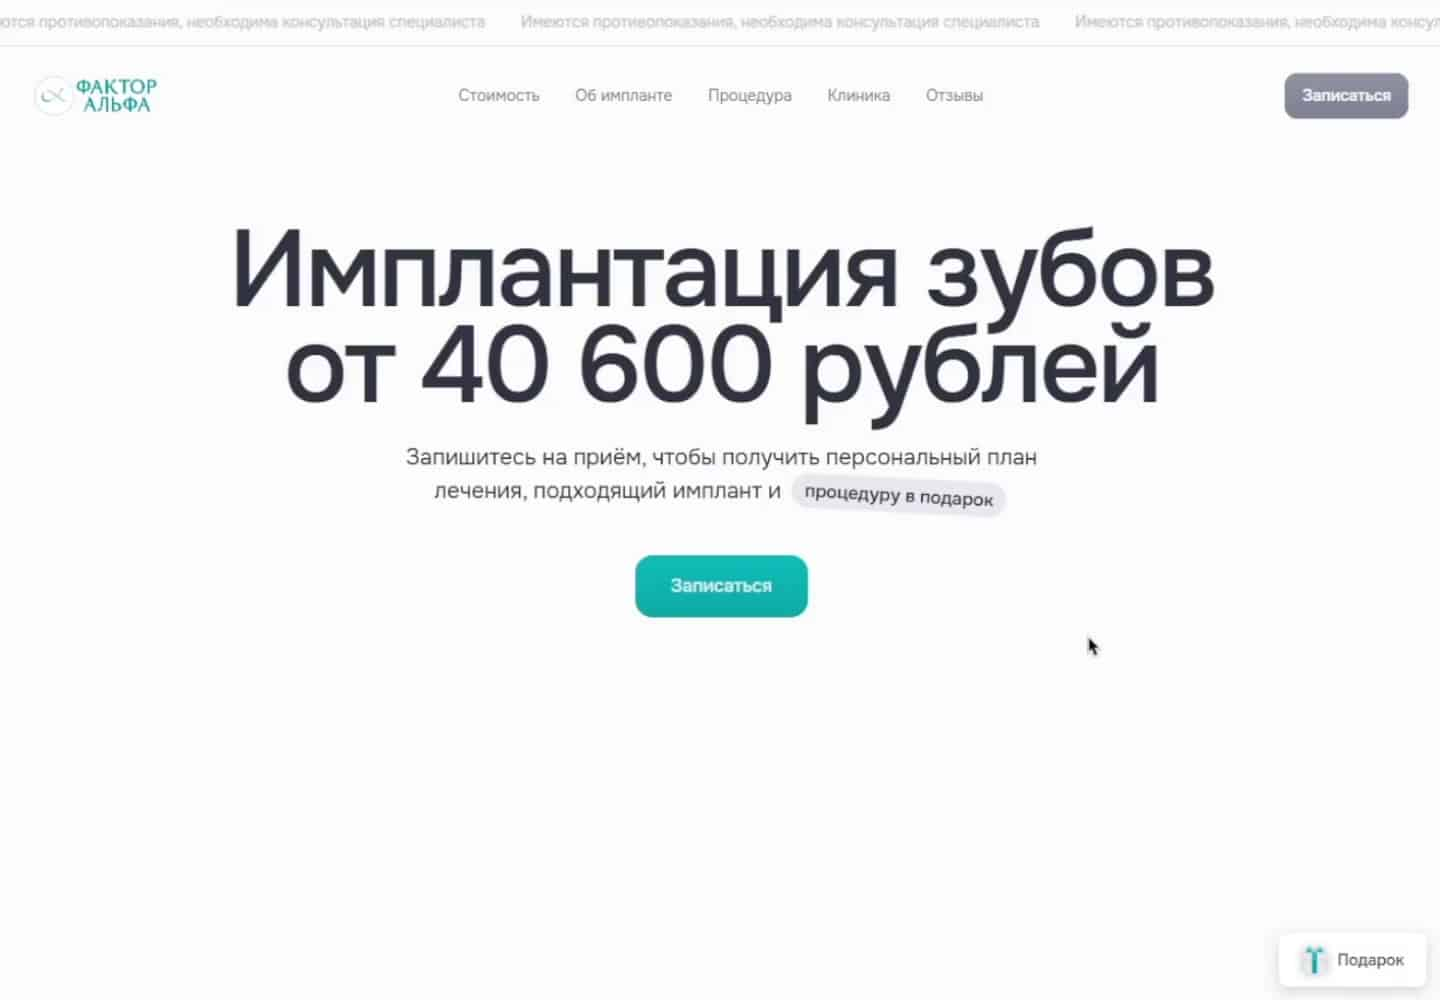 ются противопоказания, необходима консультация специалиста Имеются противопоказания, необходима консультация специалиста Имеются противопоказания, необходима консул
ФАКТОР
АЛЬФА
Стоимость Об импланте Процедура Клиника Отзывы
Записаться
Имплантация зубов
от 40 600 рублей
Запишитесь на приём, чтобы получить персональный план
лечения, подходящий имплант и процедуру в подарок
Записаться
Подарок